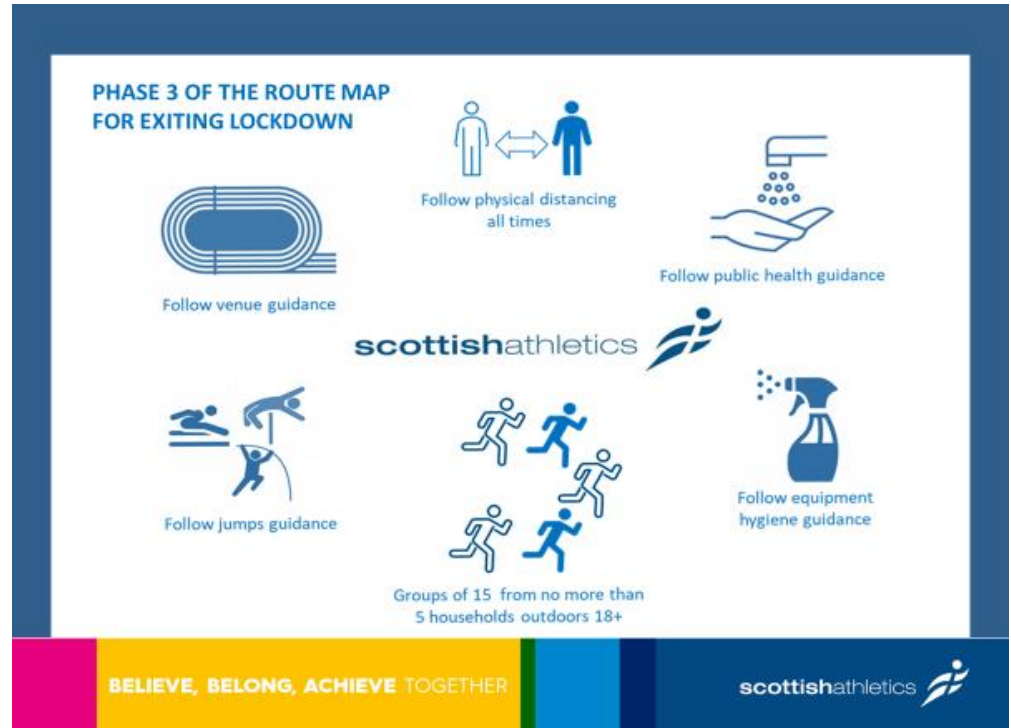 PHASE 3 OF THE ROUTE MAP
FOR EXITING LOCKDOWN
Follow physical distancing
all times
Follow public health guidance
Follow venue guidance
scottishathletics
Follow jumps guidance
Groups of 15 from no more than
5 households outdoors 18+
Follow equipment
hygiene guidance
BELIEVE, BELONG, ACHIEVE TOGETHER
scottishathletics